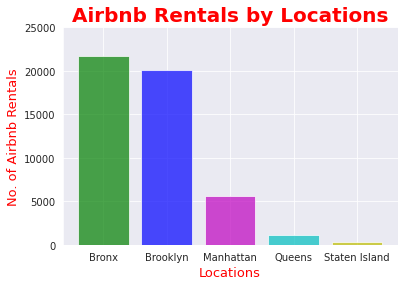 Airbnb Rentals by Locations
25000
20000
15000
10000
5000
0
No. of Airbnb Rentals
Bronx Brooklyn Manhattan Queens Staten Island
Locations